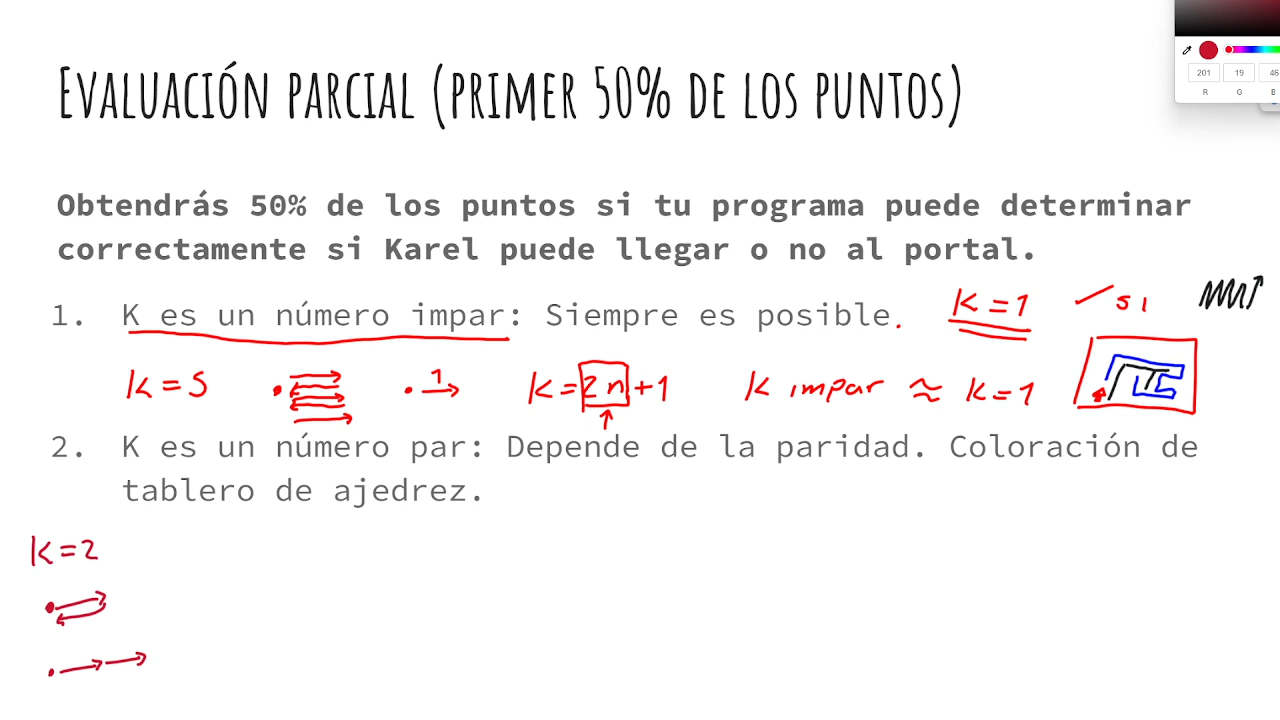 EVALUACIÓN PARCIAL (PRIMER 50% DE LOS PUNTOS)
201 19 46
R G B
Obtendrás 50% de los puntos si tu programa puede determinar
correctamente si Karel puede llegar o no al portal.
1. K es un número impar: Siempre es posible.
K=1 si
K=5
1
K=2n+1
K impar ≈ K=1
2. K es un número par: Depende de la paridad. Coloración de
tablero de ajedrez.
K=2